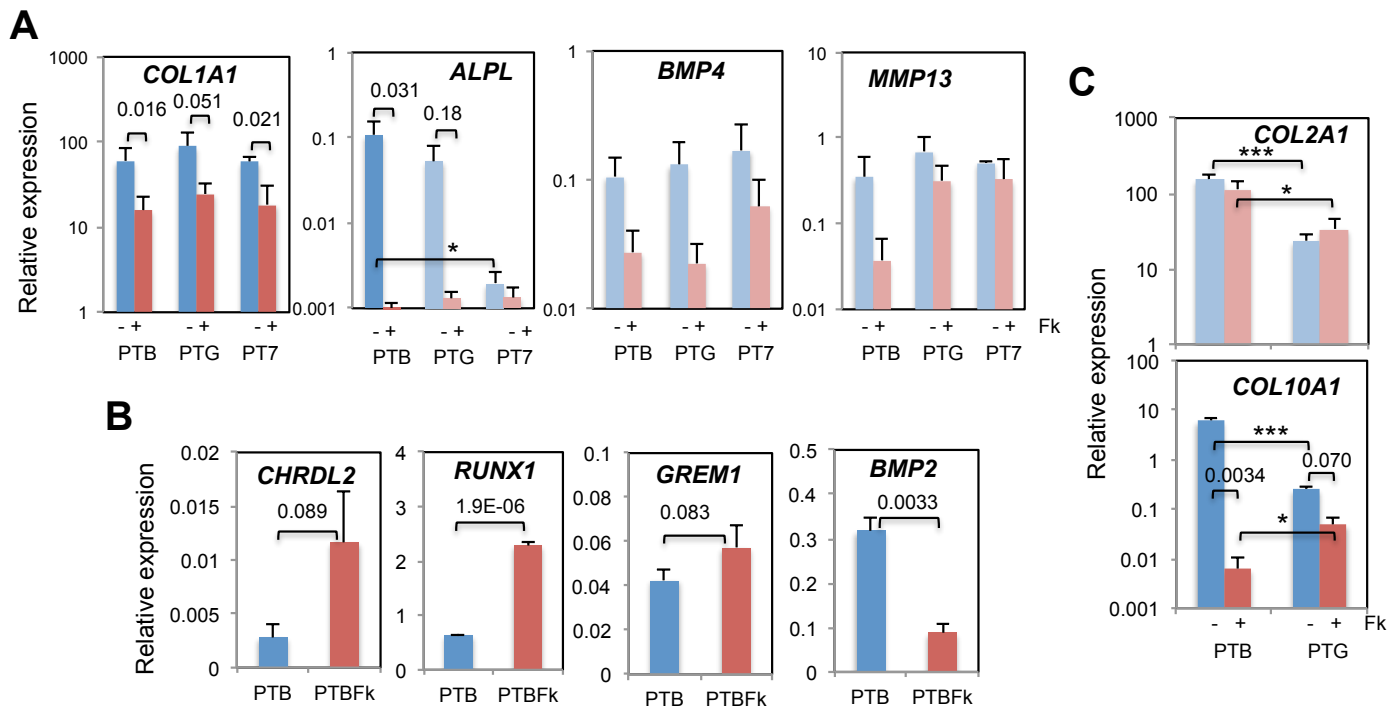 A
COL1A1
1000
100
10
1
Relative expression
0.016
0.051
0.021
- + - + - +
PTB PTG PT7
ALPL
1
0.1
0.01
0.001
0.031
0.18
*
- + - + - +
PTB PTG PT7
BMP4
1
0.1
0.01
- + - + - +
PTB PTG PT7
MMP13
10
1
0.1
0.01
- + - + - + Fk
PTB PTG PT7
B
CHRDL2
0.02
0.015
0.01
0.005
0
Relative expression
0.089
PTB PTBFk
RUNX1
4
3
2
1
0
1.9E-06
PTB PTBFk
GREM1
0.1
0.08
0.06
0.04
0.02
0
0.083
PTB PTBFk
BMP2
0.5
0.4
0.3
0.2
0.1
0
0.0033
PTB PTBFk
C
COL2A1
1000
100
10
1
***
*
Relative expression
COL10A1
100
10
1
0.1
0.01
0.001
***
0.0034
0.070
*
- + - + Fk
PTB PTG